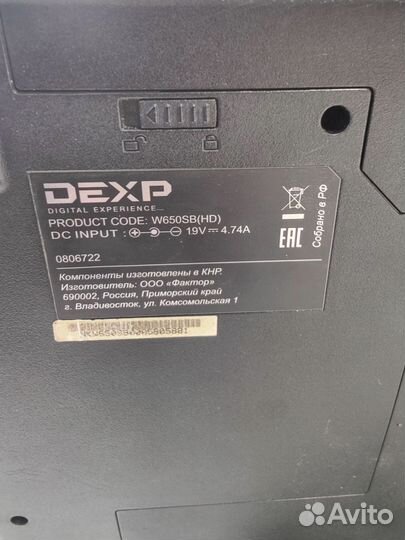 DEXP
DIGITAL EXPERIENCE
PRODUCT CODE: W650SB(HD)
DC INPUT : 19V 4.74A
0806722
Компоненты изготовлены в КНР.
Изготовитель: ООО «Фактор»
690002, Россия, Приморский край
г. Владивосток, ул. Комсомольская 1
EAC
Собрано в РФ
Avito